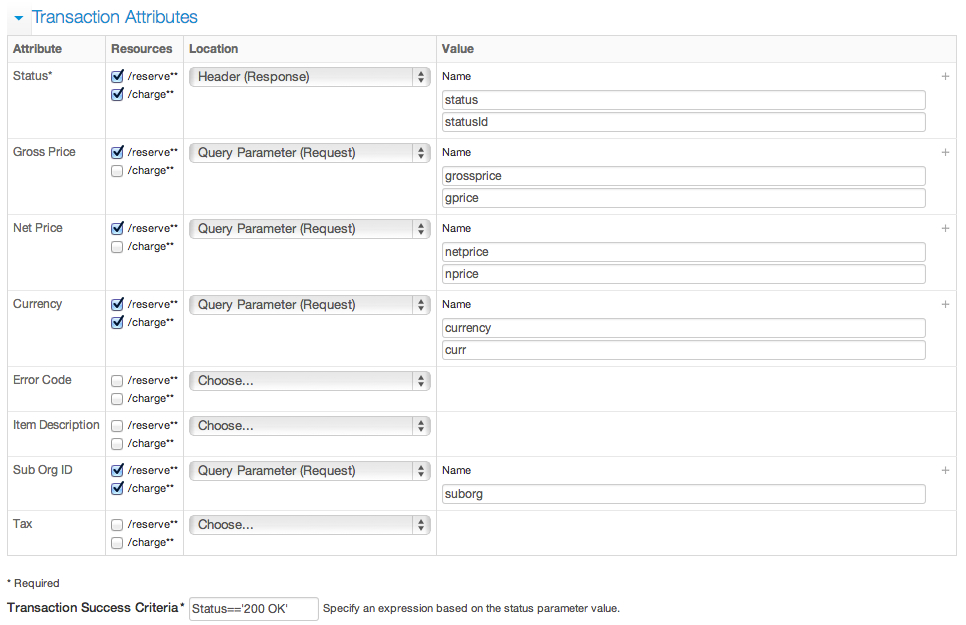 Transaction Attributes
Attribute Resources Location Value
Status* /reserve** Header (Response) Name +
/charge** status
statusId
Gross Price /reserve** Query Parameter (Request) Name +
/charge** grossprice
gprice
Net Price /reserve** Query Parameter (Request) Name +
/charge** netprice
nprice
Currency /reserve** Query Parameter (Request) Name +
/charge** currency
curr
Error Code /reserve** Choose...
/charge**
Item Description /reserve** Choose...
/charge**
Sub Org ID /reserve** Query Parameter (Request) Name +
/charge** suborg
Tax /reserve** Choose...
/charge**
* Required
Transaction Success Criteria* Status=='200 OK' Specify an expression based on the status parameter value.